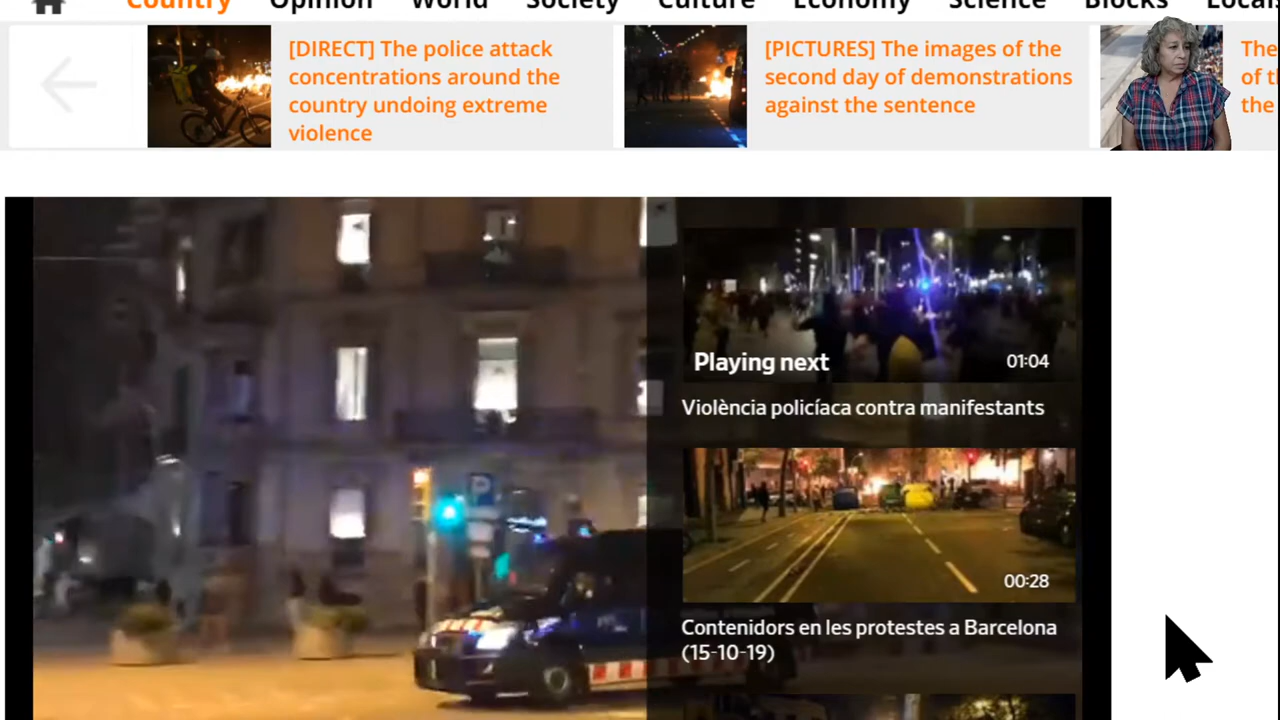 Country Opinion World Society Culture Economy Science Blocks Locals
[DIRECT] The police attack
concentrations around the
country undoing extreme
violence
[PICTURES] The images of the
second day of demonstrations
against the sentence
The
of
the
P
Playing next
01:04
Violència policíaca contra manifestants
00:28
Contenidors en les protestes a Barcelona
(15-10-19)